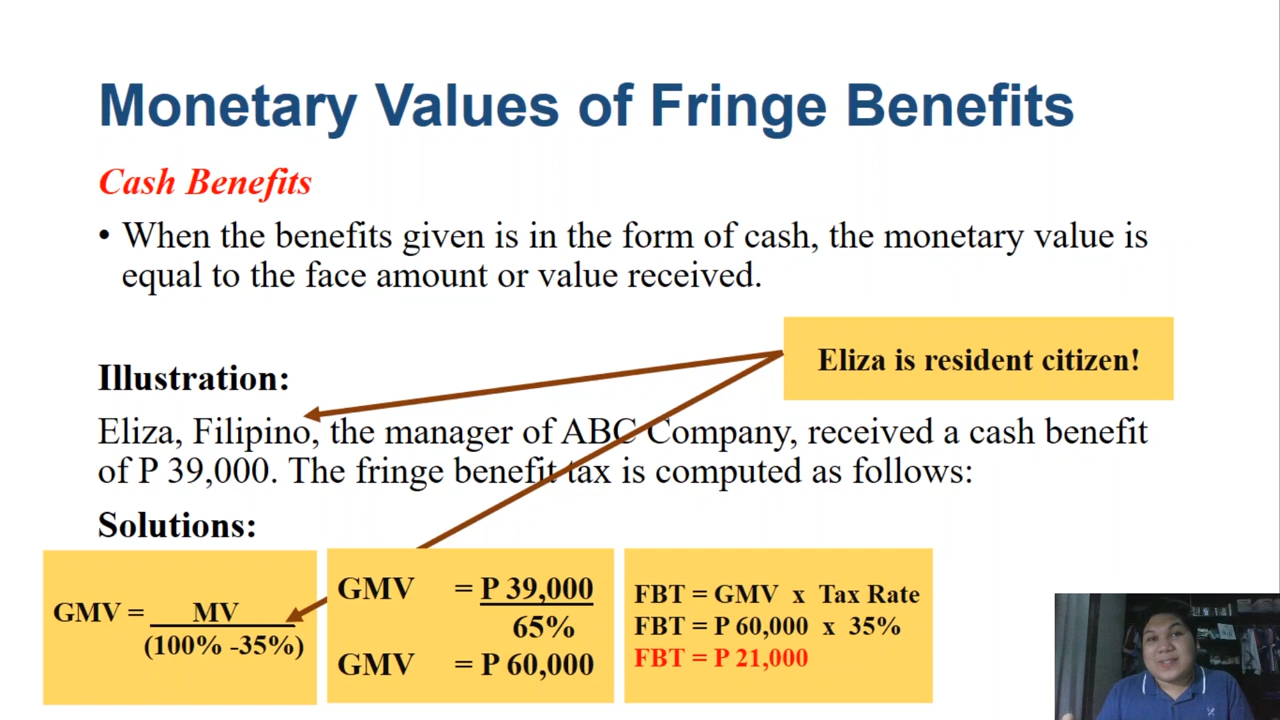 Monetary Values of Fringe Benefits
Cash Benefits
• When the benefits given is in the form of cash, the monetary value is
equal to the face amount or value received.
Eliza is resident citizen!
Illustration:
Eliza, Filipino, the manager of ABC Company, received a cash benefit
of P 39,000. The fringe benefit tax is computed as follows:
Solutions:
GMV = MV
(100% -35%)
GMV = P 39,000
65%
GMV = P 60,000
FBT = GMV x Tax Rate
FBT = P 60,000 x 35%
FBT = P 21,000